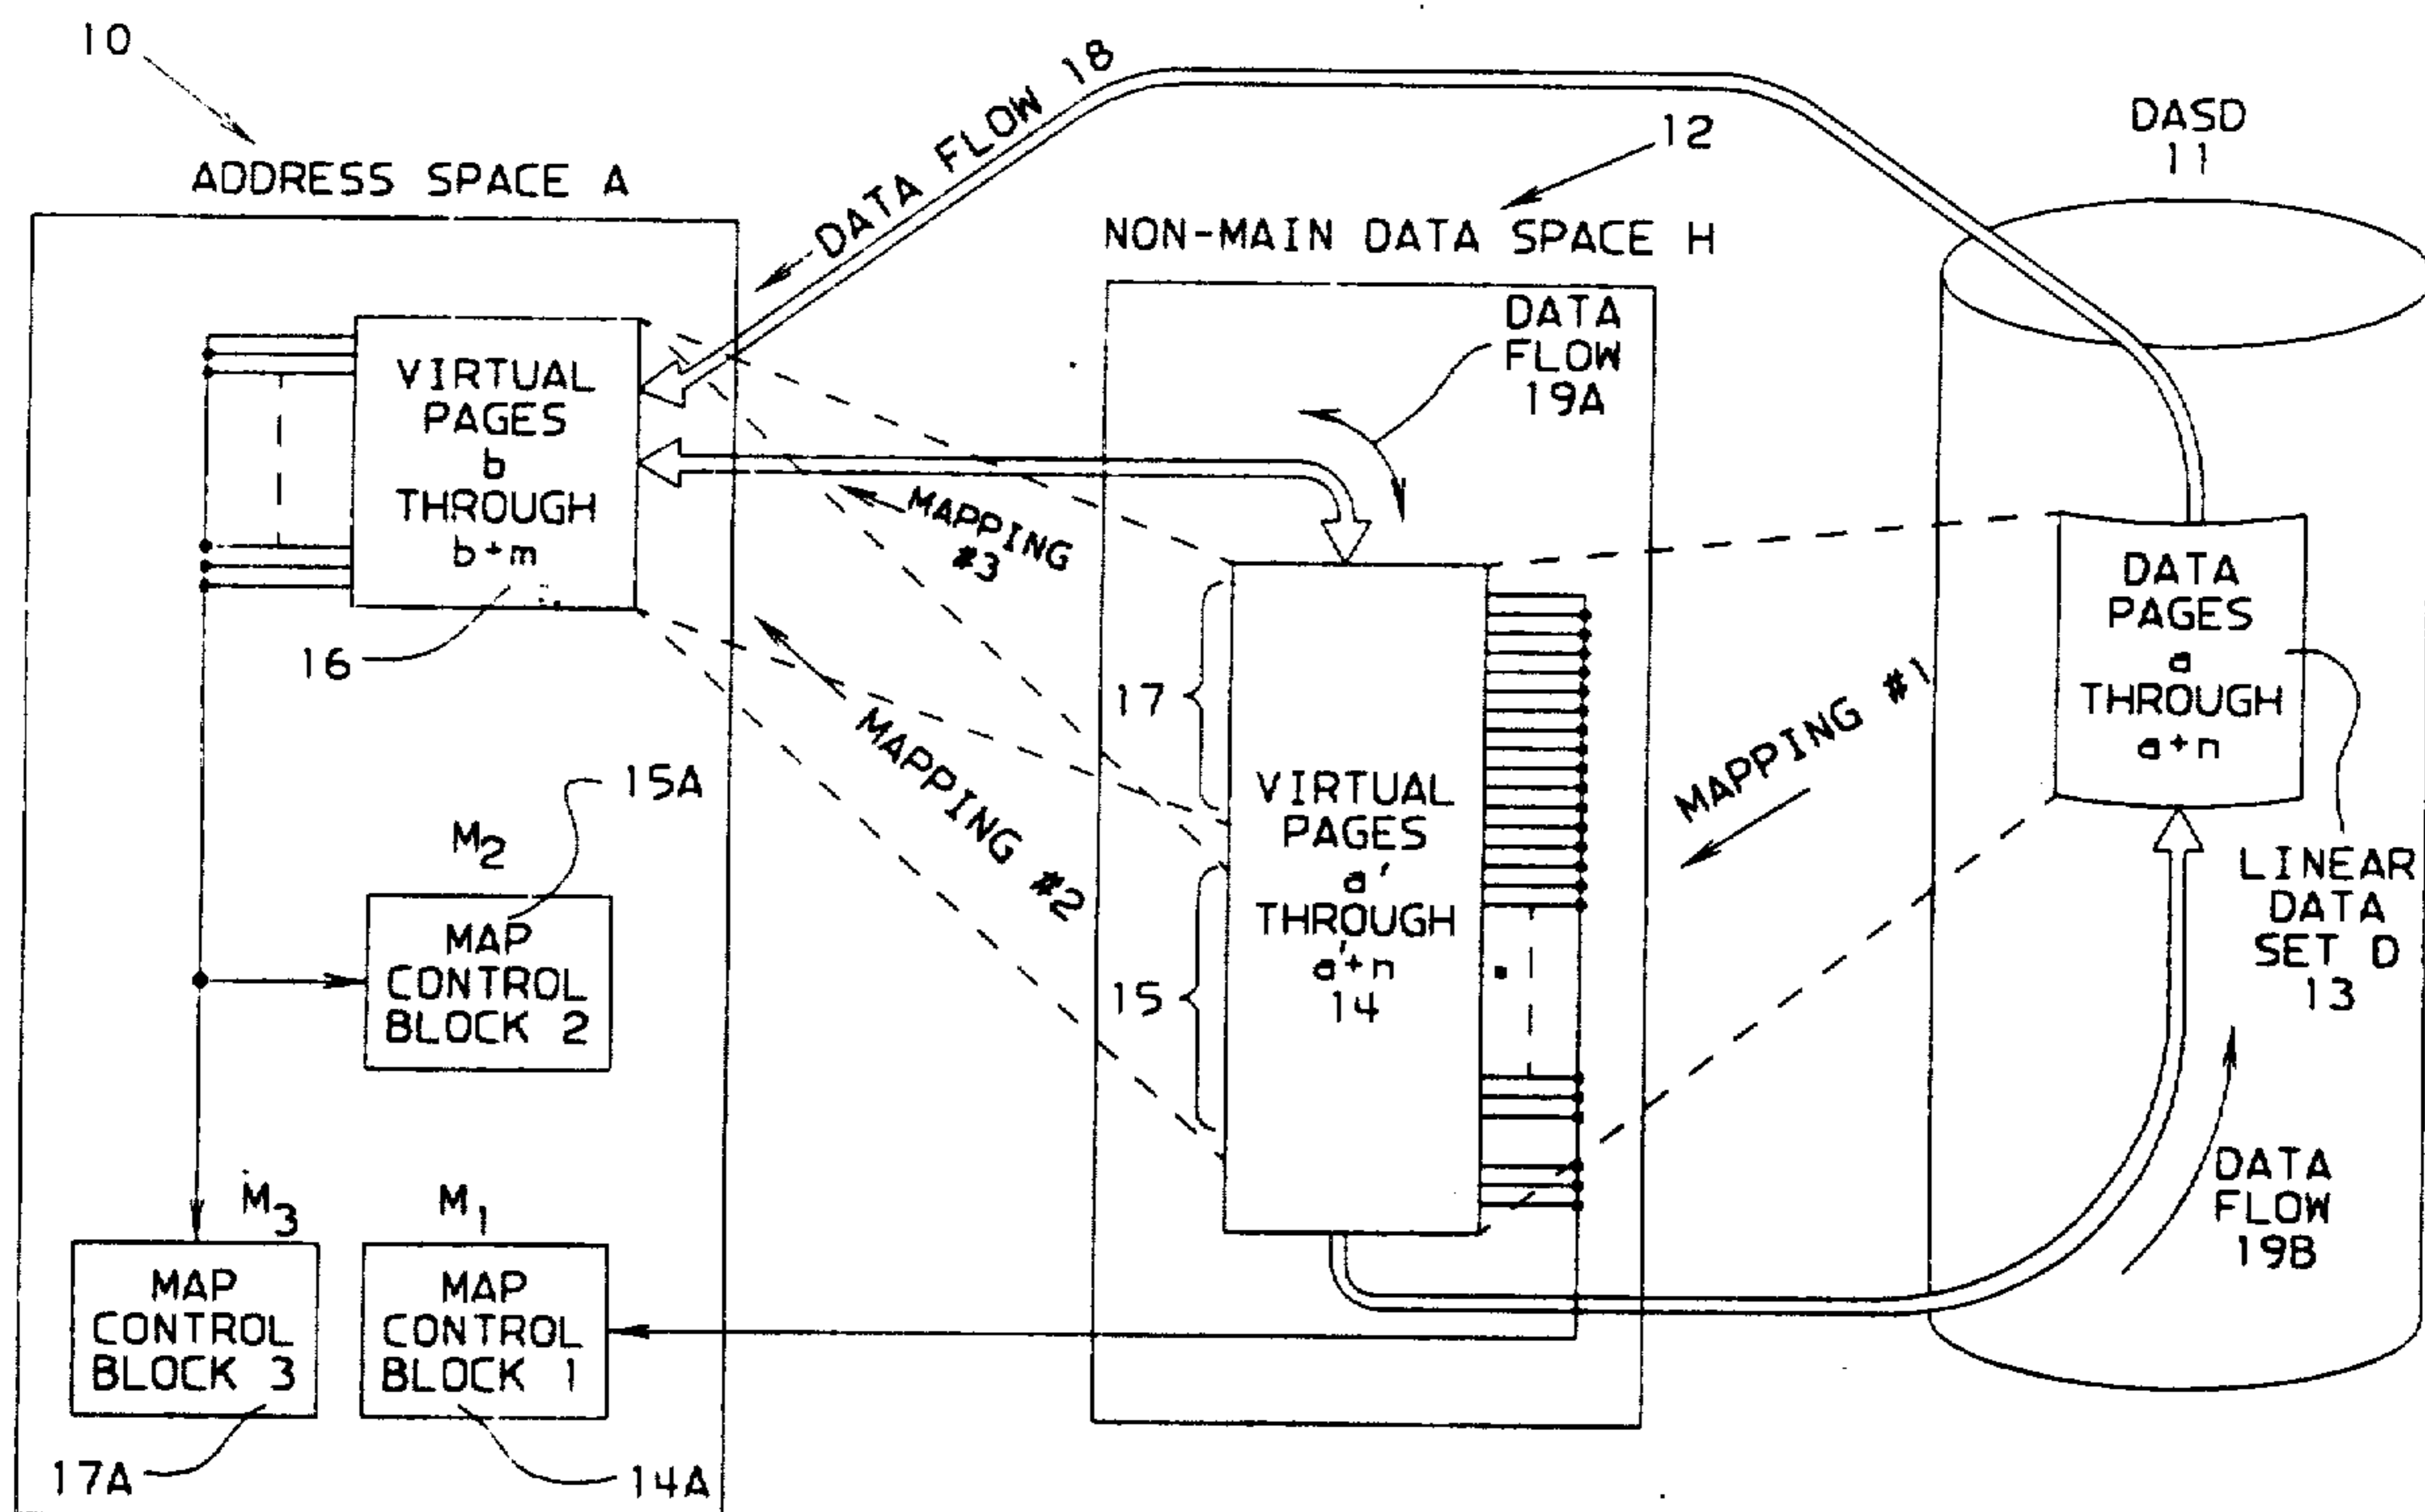 10
ADDRESS SPACE A
DATA FLOW 18
12
NON-MAIN DATA SPACE H
DASD
11
VIRTUAL
PAGES
b
THROUGH
b+m
16
DATA
FLOW
19A
MAPPING
#3
MAPPING #2
MAPPING #1
17
15
VIRTUAL
PAGES
a'
THROUGH
a'+n
14
DATA
PAGES
a
THROUGH
a+n
LINEAR
DATA
SET D
13
DATA
FLOW
19B
15A
M2
MAP
CONTROL
BLOCK 2
M3
MAP
CONTROL
BLOCK 3
17A
M1
MAP
CONTROL
BLOCK 1
14A